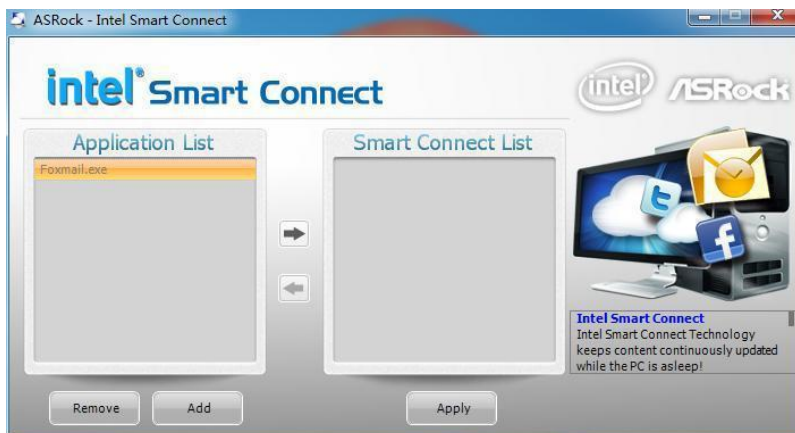 ASRock - Intel Smart Connect
intel® Smart Connect
intel ASRock
Application List
Foxmail.exe
Smart Connect List
Intel Smart Connect
Intel Smart Connect Technology
keeps content continuously updated
while the PC is asleep!
Remove
Add
Apply